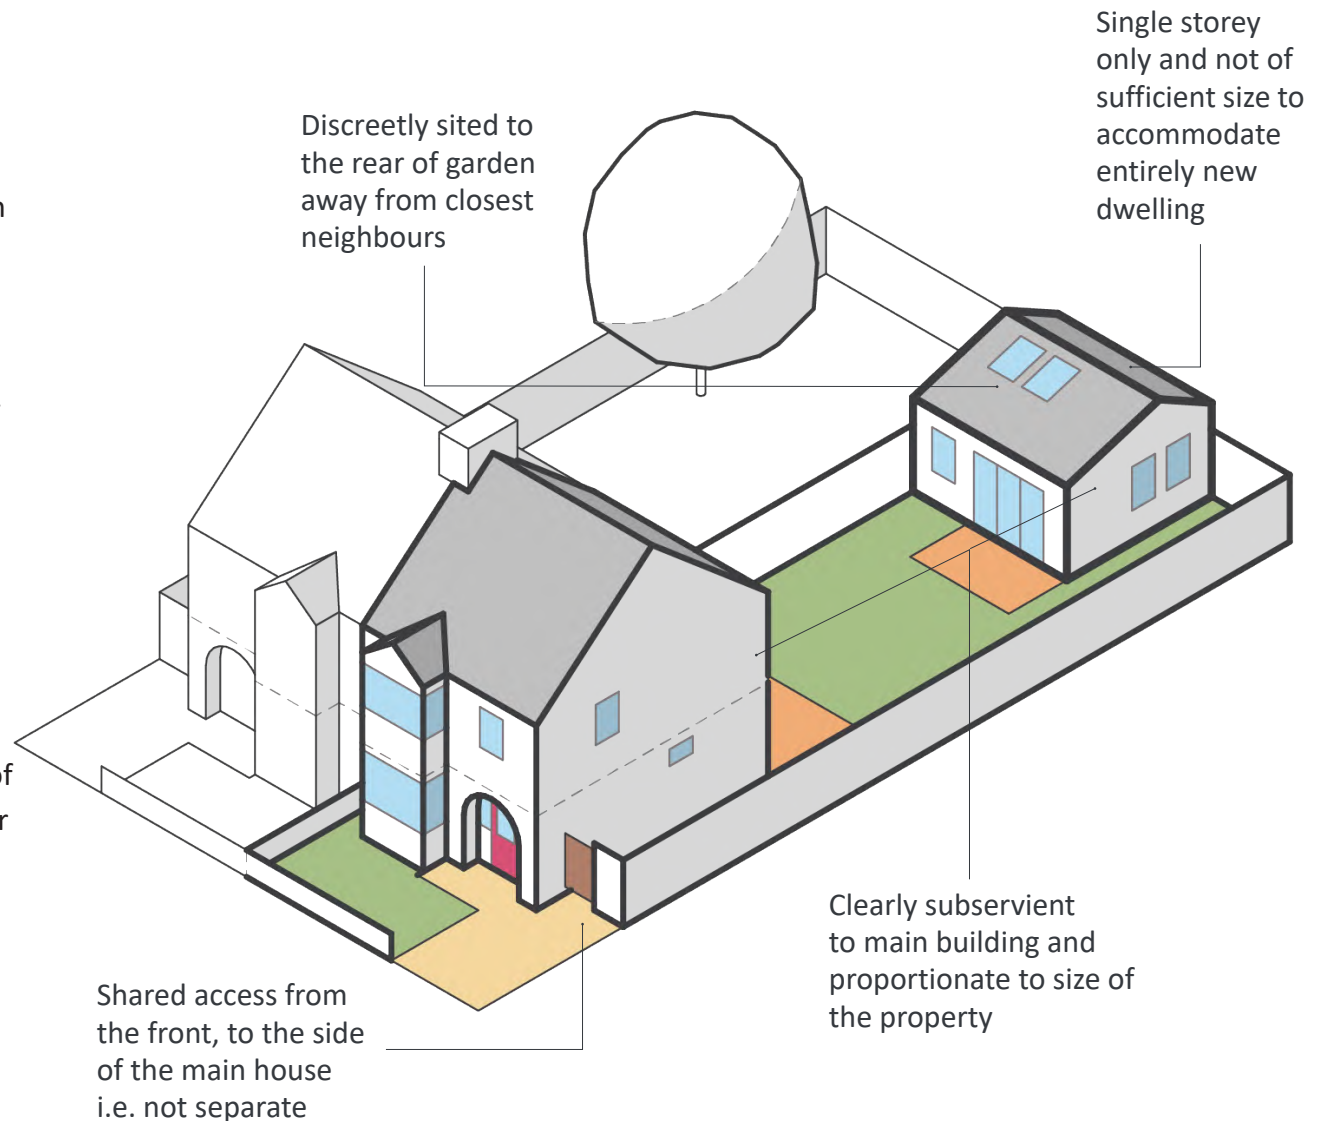 Single storey
only and not of
sufficient size to
accommodate
entirely new
dwelling
Discreetly sited to
the rear of garden
away from closest
neighbours
Clearly subservient
to main building and
proportionate to size of
the property
Shared access from
the front, to the side
of the main house
i.e. not separate